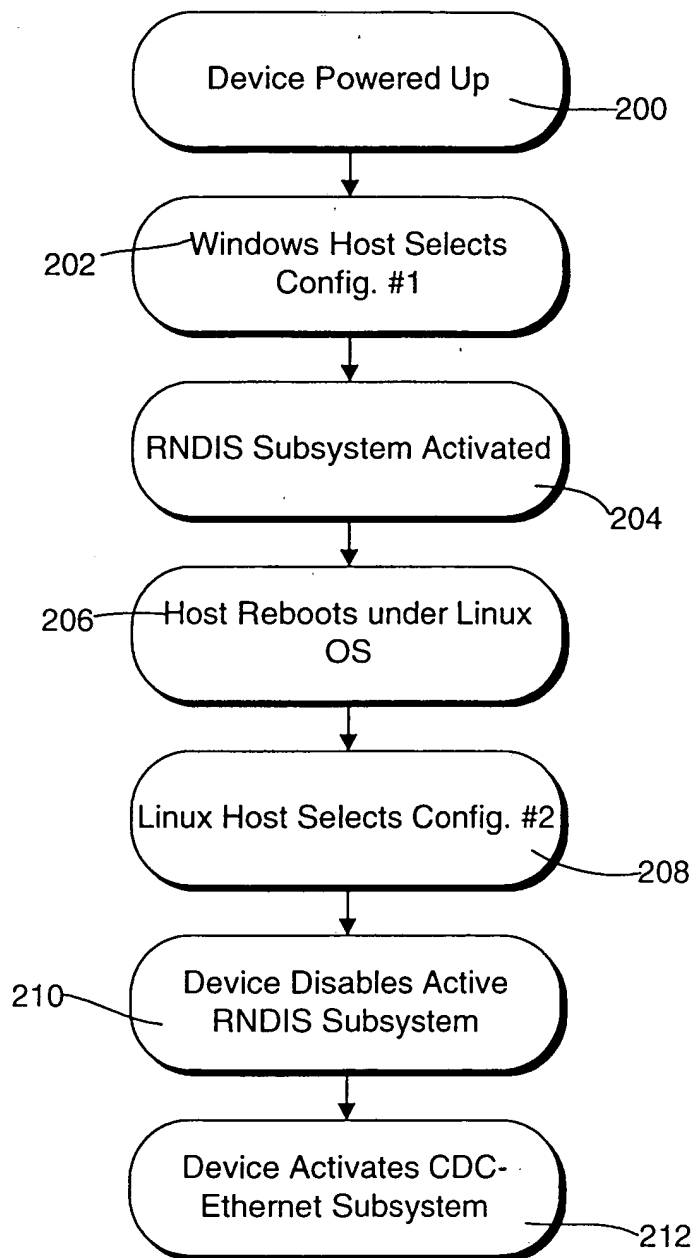 Device Powered Up
200
202
Windows Host Selects
Config. #1
RNDIS Subsystem Activated
204
206
Host Reboots under Linux
OS
Linux Host Selects Config. #2
208
210
Device Disables Active
RNDIS Subsystem
Device Activates CDC-
Ethernet Subsystem
212